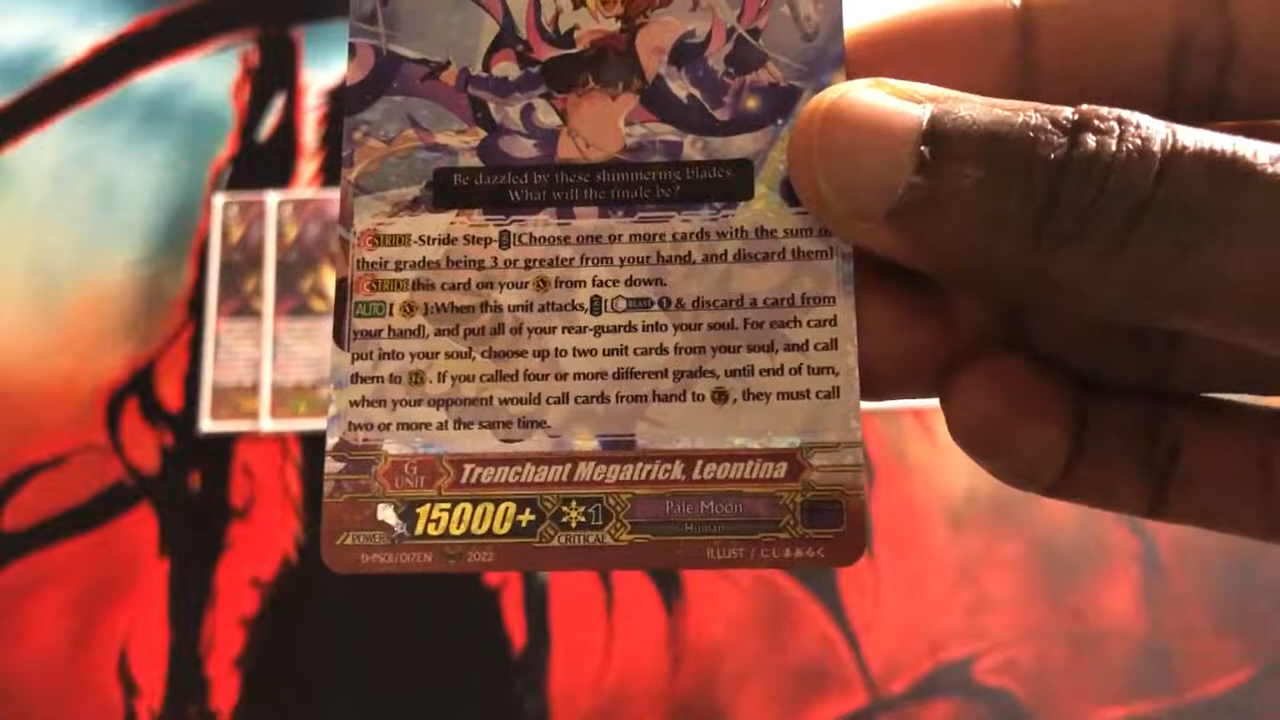 Be dazzled by these shimmering blades.
What will the finale be?
STRIDE-Stride Step-[Choose one or more cards with the sum of
their grades being 3 or greater from your hand, and discard them]
STRIDE this card on your from face down.
AUTO [ ]:When this unit attacks, [ BLAST 1 & discard a card from
your hand], and put all of your rear-guards into your soul. For each card
put into your soul, choose up to two unit cards from your soul, and call
them to . If you called four or more different grades, until end of turn,
when your opponent would call cards from hand to , they must call
two or more at the same time.
G
UNIT
Trenchant Megatrick, Leontina
POWER
15000+
1
CRITICAL
Pale Moon
Human
D-PS01/017EN
2022
ILLUST / にしまあるく